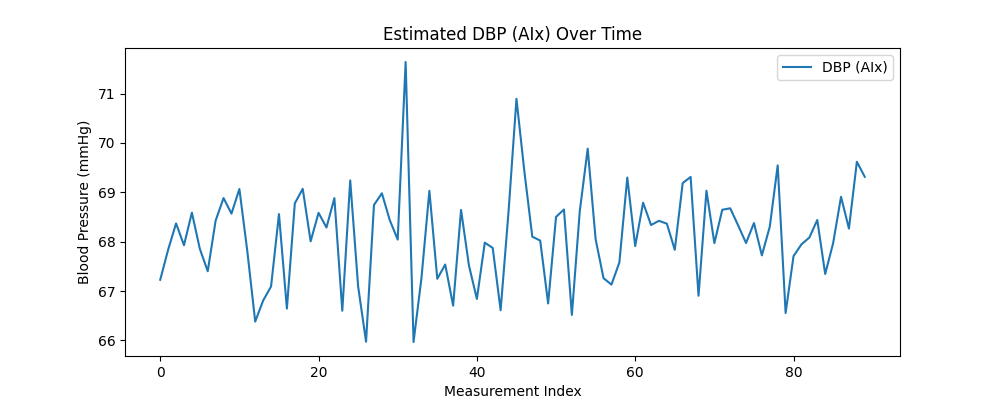 Estimated DBP (AIx) Over Time
DBP (AIx)
Blood Pressure (mmHg)
71
70
69
68
67
66
0 20 40 60 80
Measurement Index